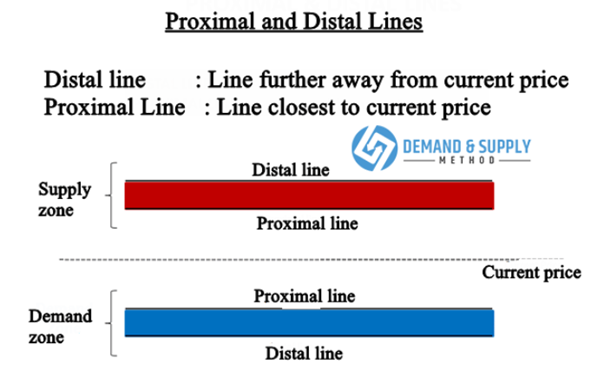 Proximal and Distal Lines
Distal line : Line further away from current price
Proximal Line : Line closest to current price
DEMAND & SUPPLY
METHOD
Distal line
Supply
zone
Proximal line
Current price
Proximal line
Demand
zone
Distal line